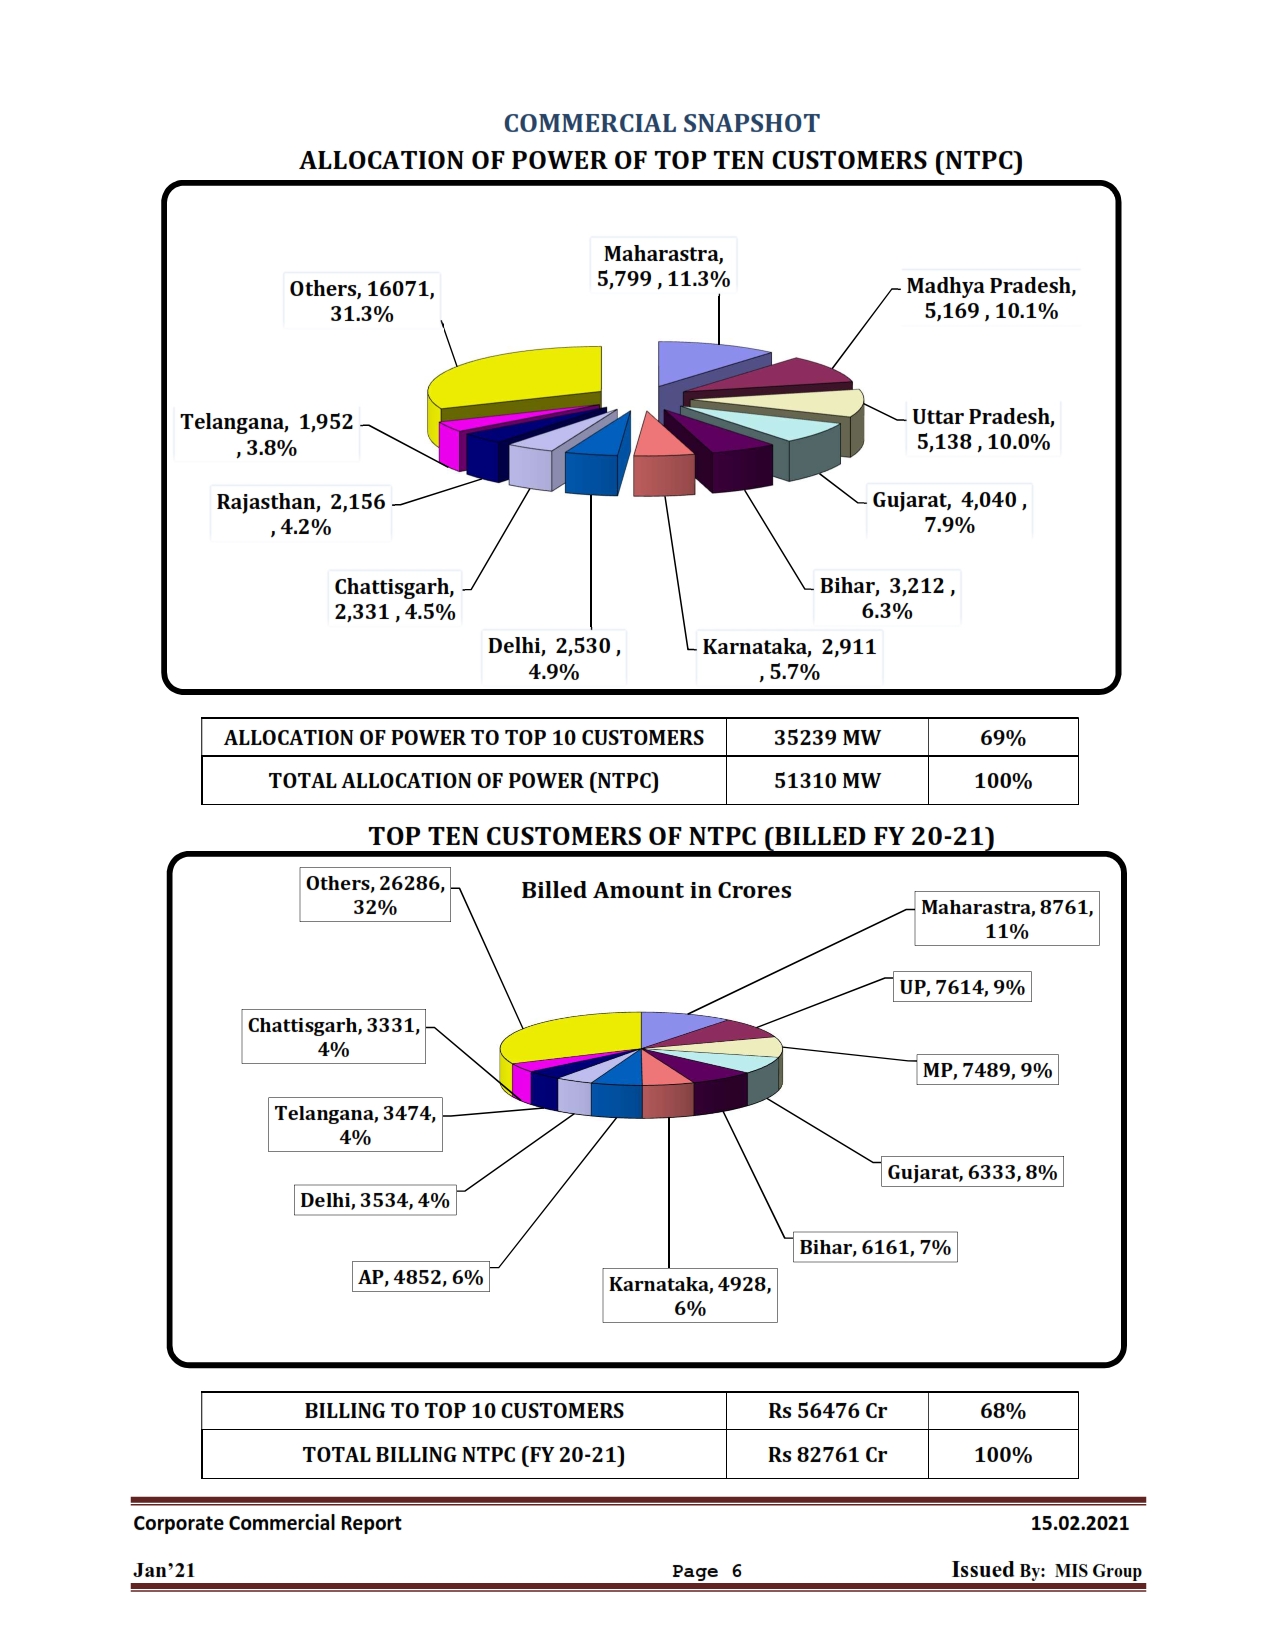 COMMERCIAL SNAPSHOT
ALLOCATION OF POWER OF TOP TEN CUSTOMERS (NTPC)
Maharastra,
5,799 , 11.3%
Madhya Pradesh,
5,169 , 10.1%
Uttar Pradesh,
5,138 , 10.0%
Gujarat, 4,040 ,
7.9%
Bihar, 3,212 ,
6.3%
Karnataka, 2,911
, 5.7%
Delhi, 2,530 ,
4.9%
Chattisgarh,
2,331 , 4.5%
Rajasthan, 2,156
, 4.2%
Telangana, 1,952
, 3.8%
Others, 16071,
31.3%
ALLOCATION OF POWER TO TOP 10 CUSTOMERS 35239 MW 69%
TOTAL ALLOCATION OF POWER (NTPC) 51310 MW 100%
TOP TEN CUSTOMERS OF NTPC (BILLED FY 20-21)
Billed Amount in Crores
Maharastra, 8761,
11%
UP, 7614, 9%
MP, 7489, 9%
Gujarat, 6333, 8%
Bihar, 6161, 7%
Karnataka, 4928,
6%
AP, 4852, 6%
Delhi, 3534, 4%
Telangana, 3474,
4%
Chattisgarh, 3331,
4%
Others, 26286,
32%
BILLING TO TOP 10 CUSTOMERS Rs 56476 Cr 68%
TOTAL BILLING NTPC (FY 20-21) Rs 82761 Cr 100%
Corporate Commercial Report 15.02.2021
Jan’21 Page 6 Issued By: MIS Group